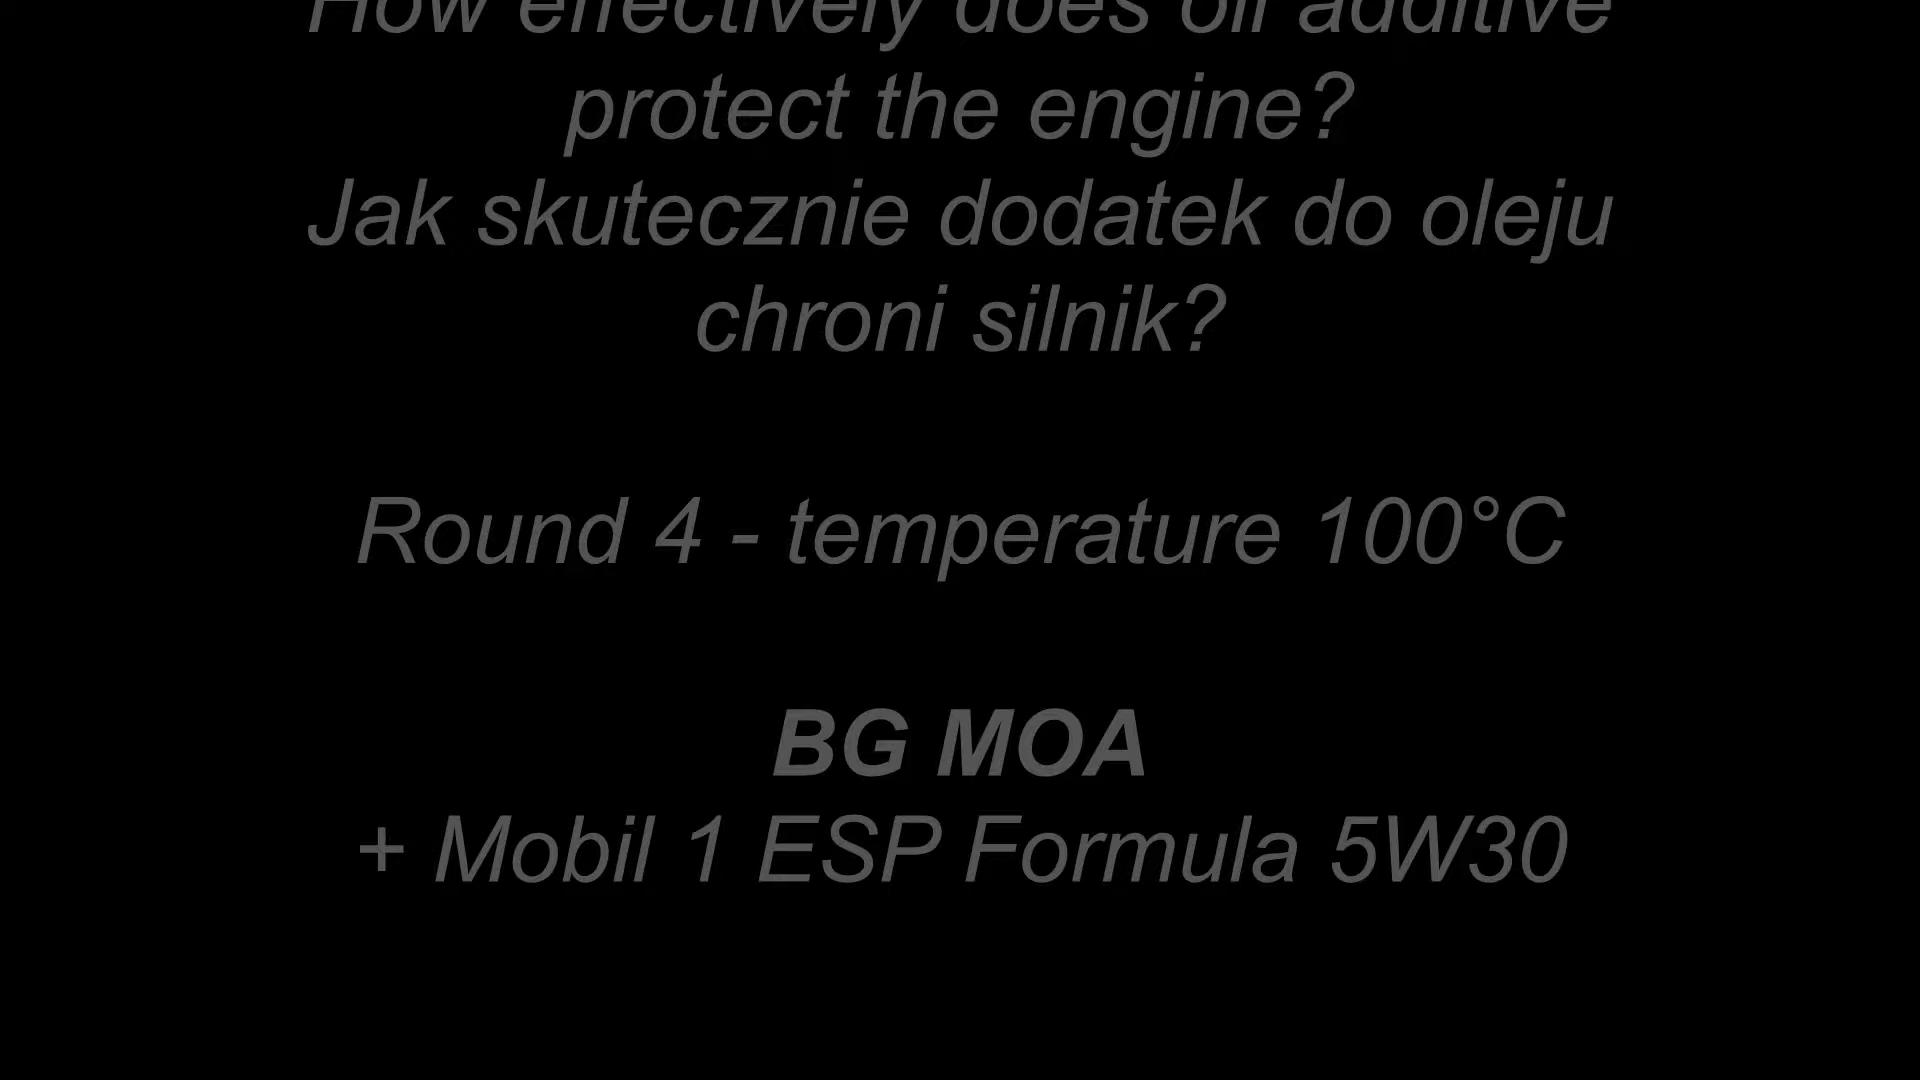 How effectively does oil additive
protect the engine?
Jak skutecznie dodatek do oleju
chroni silnik?
Round 4 - temperature 100°C
BG MOA
+ Mobil 1 ESP Formula 5W30